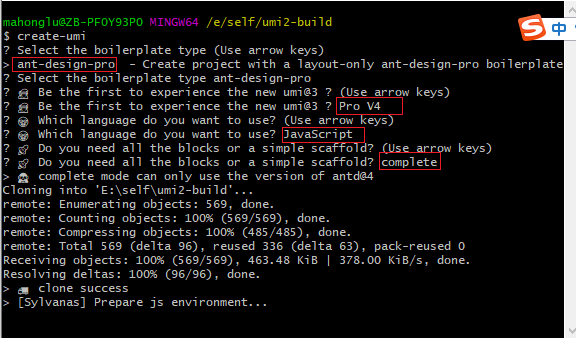 mahonglu@ZB-PF0Y93P0 MINGW64 /e/self/umi2-build
$ create-umi
? Select the boilerplate type (Use arrow keys)
> ant-design-pro  - Create project with a layout-only ant-design-pro boilerplate
? Select the boilerplate type ant-design-pro
? Be the first to experience the new umi@3 ? (Use arrow keys)
? Be the first to experience the new umi@3 ? Pro V4
? Which language do you want to use? (Use arrow keys)
? Which language do you want to use? JavaScript
? Do you need all the blocks or a simple scaffold? (Use arrow keys)
? Do you need all the blocks or a simple scaffold? complete
> complete mode can only use the version of antd@4
Cloning into 'E:\self\umi2-build'...
remote: Enumerating objects: 569, done.
remote: Counting objects: 100% (569/569), done.
remote: Compressing objects: 100% (485/485), done.
remote: Total 569 (delta 96), reused 336 (delta 63), pack-reused 0
Receiving objects: 100% (569/569), 463.48 KiB | 378.00 KiB/s, done.
Resolving deltas: 100% (96/96), done.
> clone success
> [Sylvanas] Prepare js environment...
S 中